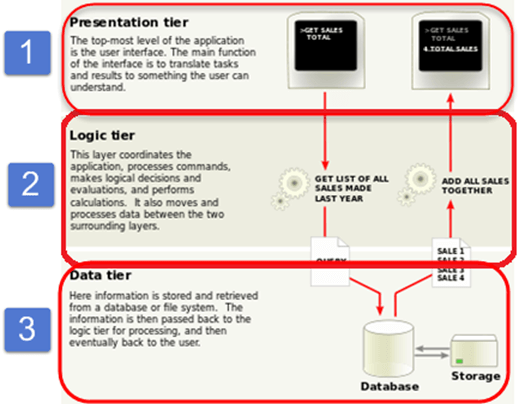 1
Presentation tier
The top-most level of the application
is the user interface. The main function
of the interface is to translate tasks
and results to something the user can
understand.
>GET SALES
TOTAL
>GET SALES
TOTAL
4 TOTAL SALES
2
Logic tier
This layer coordinates the
application, processes commands,
makes logical decisions and
evaluations, and performs
calculations. It also moves and
processes data between the two
surrounding layers.
GET LIST OF ALL
SALES MADE
LAST YEAR
ADD ALL SALES
TOGETHER
QUERY
SALE 1
SALE 2
SALE 3
SALE 4
3
Data tier
Here information is stored and retrieved
from a database or file system. The
information is then passed back to the
logic tier for processing, and then
eventually back to the user.
Database
Storage